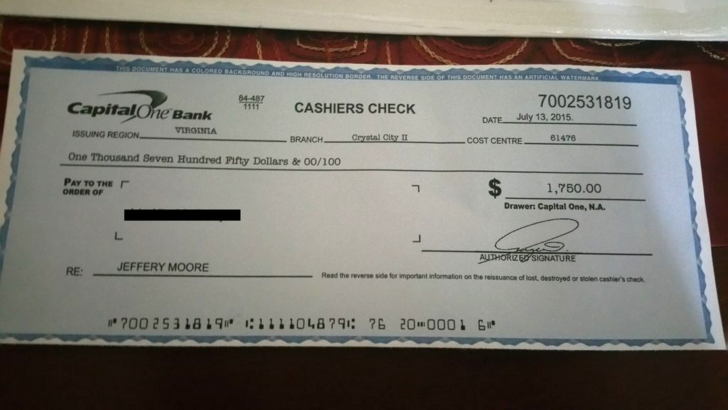 THIS DOCUMENT HAS A COLORED BACKGROUND AND HIGH RESOLUTION BORDER. THE REVERSE SIDE OF THIS DOCUMENT HAS AN ARTIFICIAL WATERMARK
Capital One Bank
64-487
1111
CASHIERS CHECK
7002531819
DATE July 13, 2015.
ISSUING REGION VIRGINIA
BRANCH Crystal City II
COST CENTRE 61476
One Thousand Seven Hundred Fifty Dollars & 00/100
PAY TO THE
ORDER OF
$ 1,750.00
Drawer: Capital One, N.A.
AUTHORIZED SIGNATURE
RE: JEFFERY MOORE
Read the reverse side for important information on the reissuance of lost, destroyed or stolen cashier's check.
⑈7002531819⑈ ⑆111104879⑆ 76 20⑉0001 6⑈